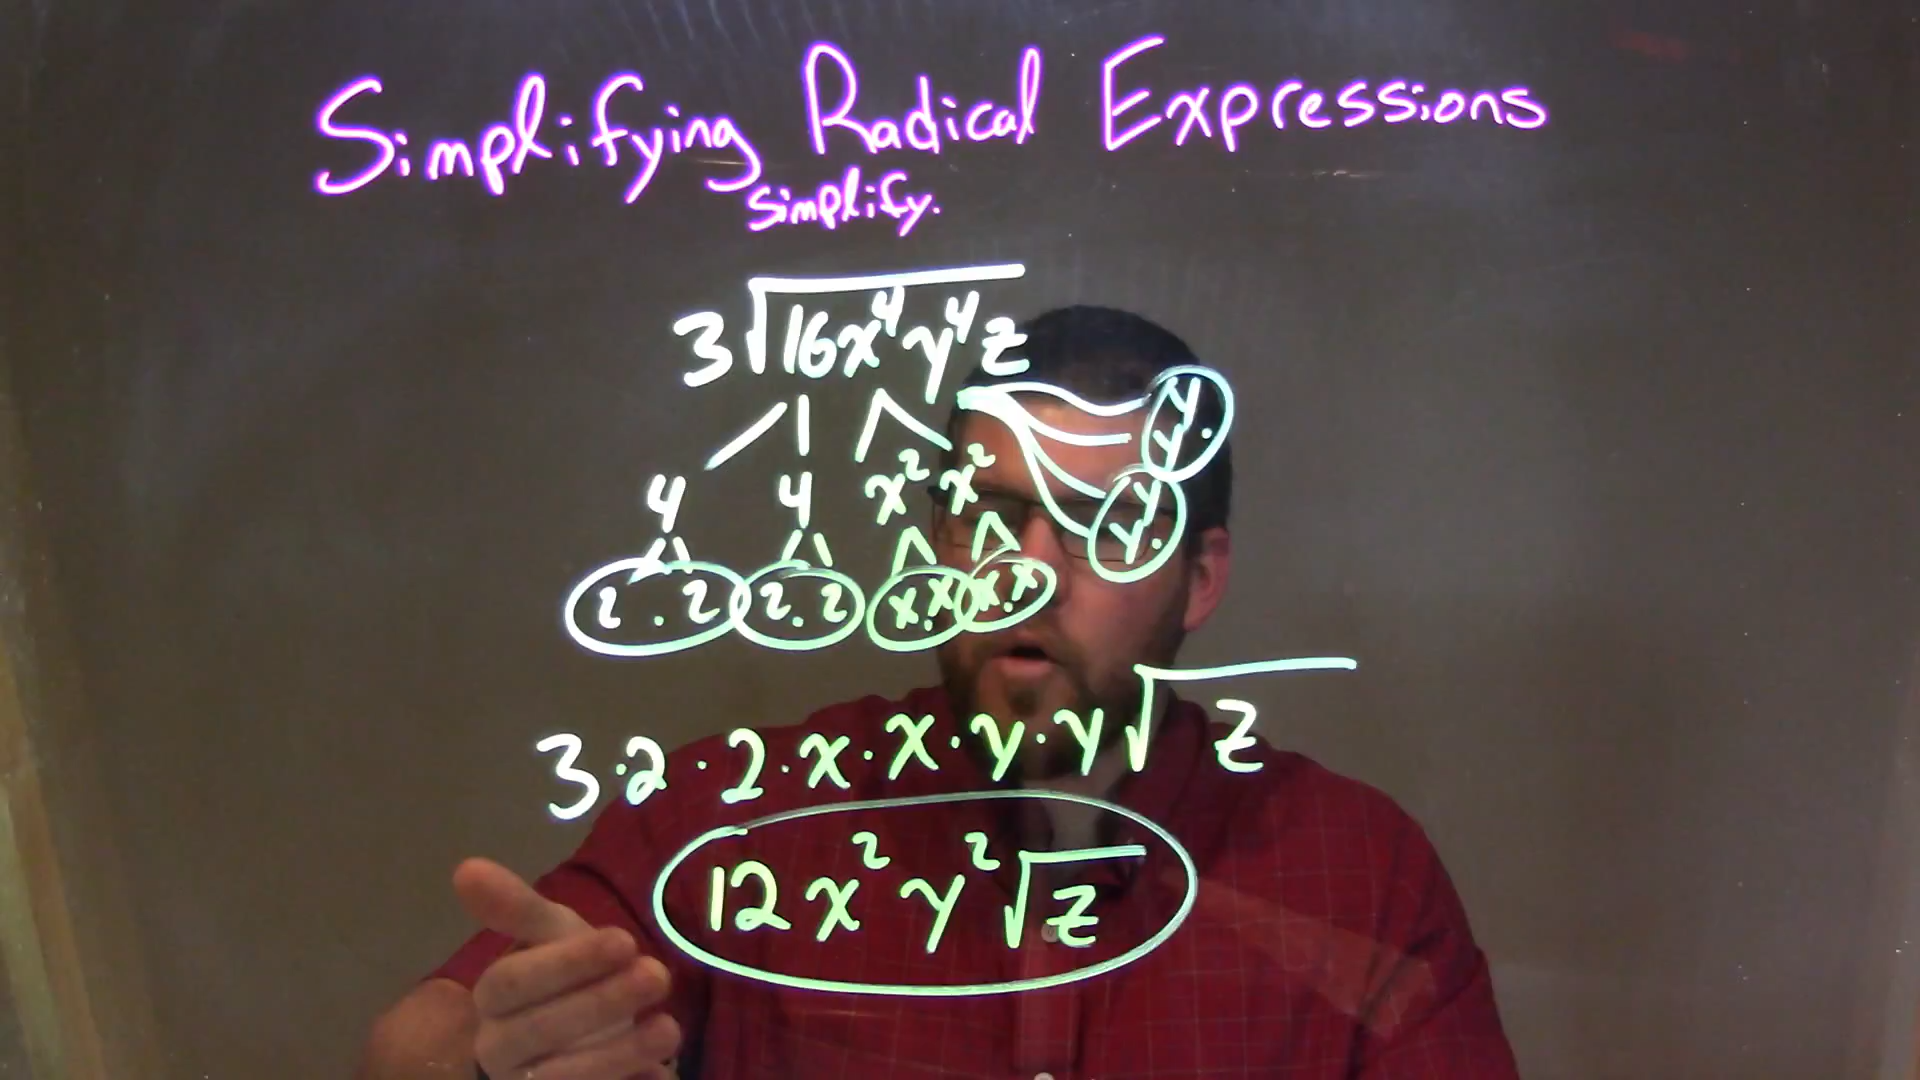 Simplifying Radical Expressions
simplify.
3√16x⁴y⁴z
4 4 x² x² y. y
2 . 2 2 . 2 x . x x . x y. y
3 · 2 · 2 · x · x · y · y √z
12x²y²√z